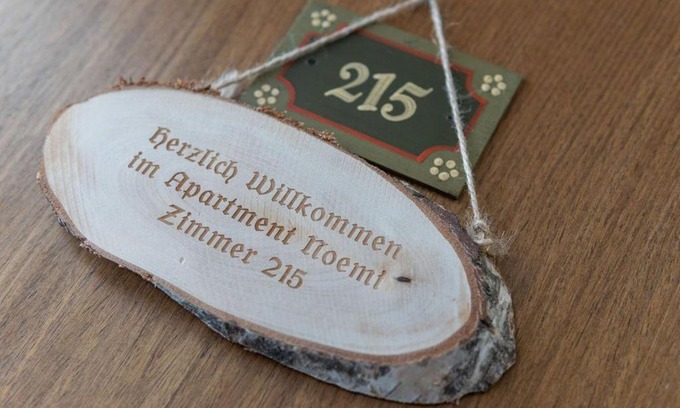 215
Herzlich Willkommen
im Apartment Noemi
Zimmer 215